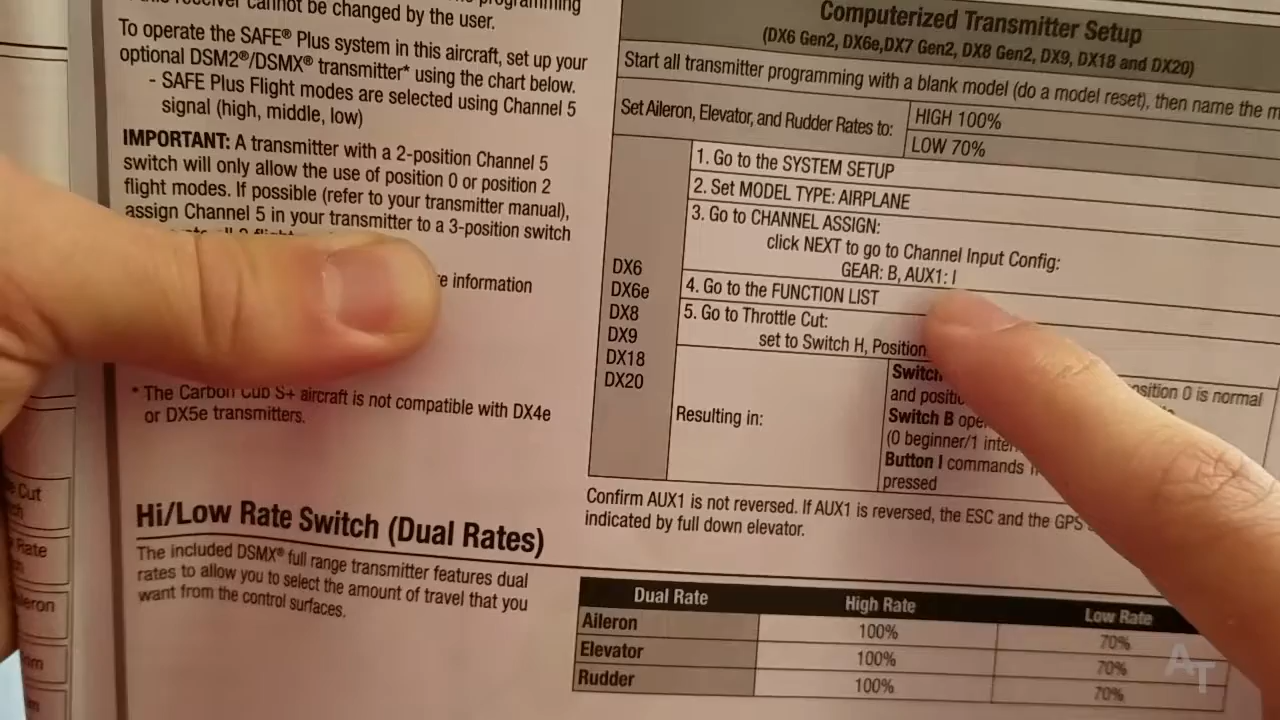 cannot be changed by the user.
To operate the SAFE® Plus system in this aircraft, set up your
optional DSM2®/DSMX® transmitter* using the chart below.
- SAFE Plus Flight modes are selected using Channel 5
signal (high, middle, low)
IMPORTANT: A transmitter with a 2-position Channel 5
switch will only allow the use of position 0 or position 2
flight modes. If possible (refer to your transmitter manual),
assign Channel 5 in your transmitter to a 3-position switch
information
* The Carbon Cub S+ aircraft is not compatible with DX4e
or DX5e transmitters.
Hi/Low Rate Switch (Dual Rates)
The included DSMX® full range transmitter features dual
rates to allow you to select the amount of travel that you
want from the control surfaces.
Computerized Transmitter Setup
(DX6 Gen2, DX6e,DX7 Gen2, DX8 Gen2, DX9, DX18 and DX20)
Start all transmitter programming with a blank model (do a model reset), then name the
Set Aileron, Elevator, and Rudder Rates to:
HIGH 100%
LOW 70%
DX6
DX6e
DX8
DX9
DX18
DX20
1. Go to the SYSTEM SETUP
2. Set MODEL TYPE: AIRPLANE
3. Go to CHANNEL ASSIGN:
click NEXT to go to Channel Input Config:
GEAR: B, AUX1: I
4. Go to the FUNCTION LIST
5. Go to Throttle Cut:
set to Switch H, Position
Resulting in:
Switch
0 is normal
and
Switch B
(0 beginner/1
Button I commands
pressed
Confirm AUX1 is not reversed. If AUX1 is reversed, the ESC and the GPS
indicated by full down elevator.
Dual Rate High Rate Low Rate
Aileron 100% 70%
Elevator 100% 70%
Rudder 100% 70%
Cut
Rate
AT